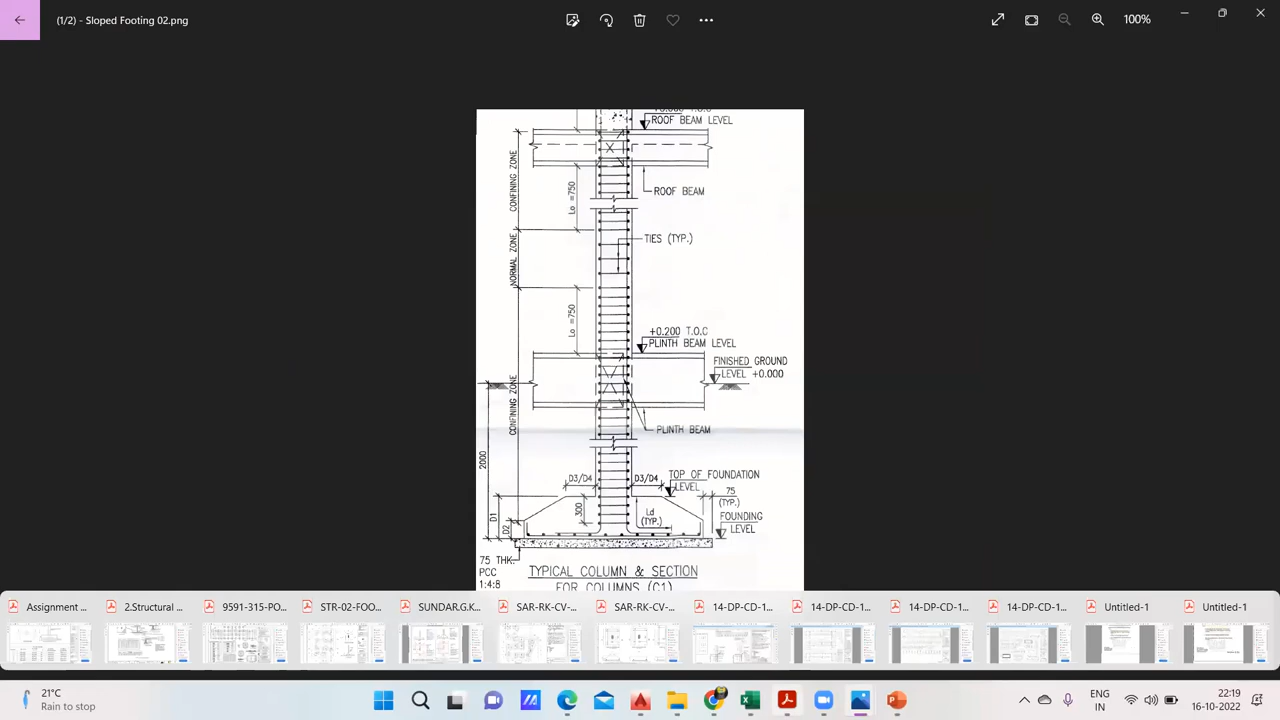 (1/2) - Sloped Footing 02.png
100%
ROOF BEAM LEVEL
CONFINING ZONE
Lo =750
ROOF BEAM
NORMAL ZONE
TIES (TYP.)
Lo =750
+0.200 T.O.C
PLINTH BEAM LEVEL
FINISHED GROUND
LEVEL +0.000
CONFINING ZONE
PLINTH BEAM
2000
D3/D4
D3/D4
TOP OF FOUNDATION
LEVEL
75
(TYP.)
D1
D2
300
Ld
(TYP.)
FOUNDING
LEVEL
75 THK.
PCC
1:4:8
TYPICAL COLUMN & SECTION
FOR COLUMNS (C1)
Assignment ...
2.Structural ...
9591-315-PO...
STR-02-FOO...
SUNDAR.G.K...
SAR-RK-CV-...
SAR-RK-CV-...
14-DP-CD-1...
14-DP-CD-1...
14-DP-CD-1...
14-DP-CD-1...
Untitled-1
Untitled-1
21°C
Rain to stop
ENG
IN
22:19
16-10-2022